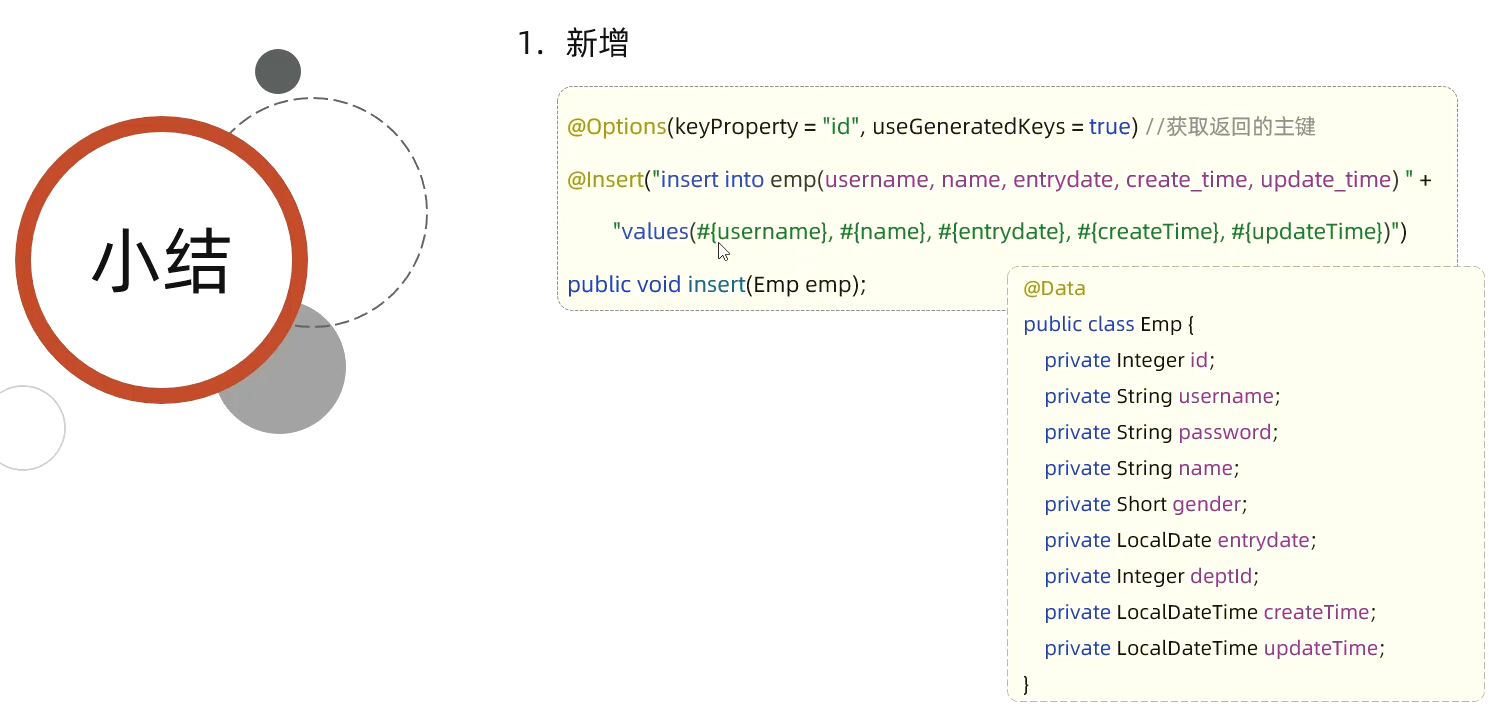 小结
1. 新增
@Options(keyProperty = "id", useGeneratedKeys = true) //获取返回的主键
@Insert("insert into emp(username, name, entrydate, create_time, update_time) " +
"values(#{username}, #{name}, #{entrydate}, #{createTime}, #{updateTime})")
public void insert(Emp emp);
@Data
public class Emp {
private Integer id;
private String username;
private String password;
private String name;
private Short gender;
private LocalDate entrydate;
private Integer deptId;
private LocalDateTime createTime;
private LocalDateTime updateTime;
}